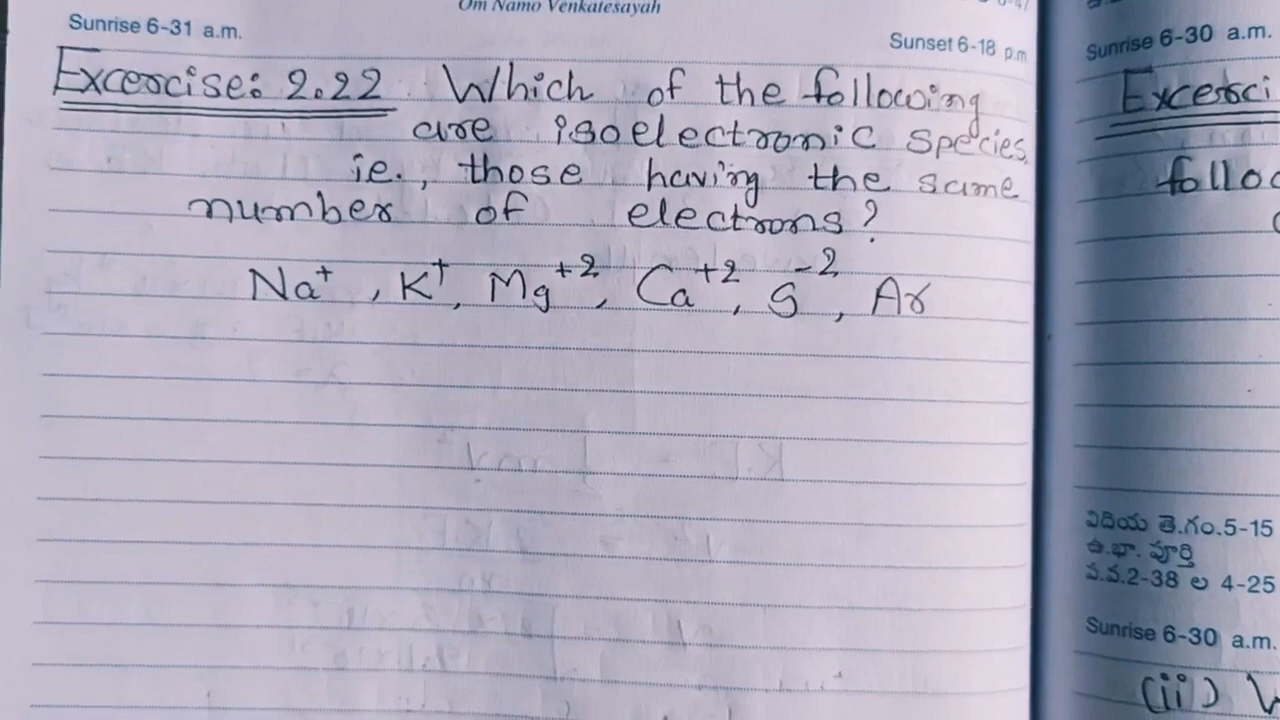 Om Namo Venkatesayah
Sunrise 6-31 a.m.
Sunset 6-18 p.m
Excercise: 2.22 Which of the following
are isoelectronic species
ie., those having the same
number of electrons?
Na⁺, K⁺, Mg⁺², Ca⁺², S⁻², Ar
Sunrise 6-30 a.m.
Excerci
follo
విదియ తె.గం.5-15
ఉ.భా. పూర్తి
వ.వ.2-38 ల 4-25
Sunrise 6-30 a.m.
(ii)